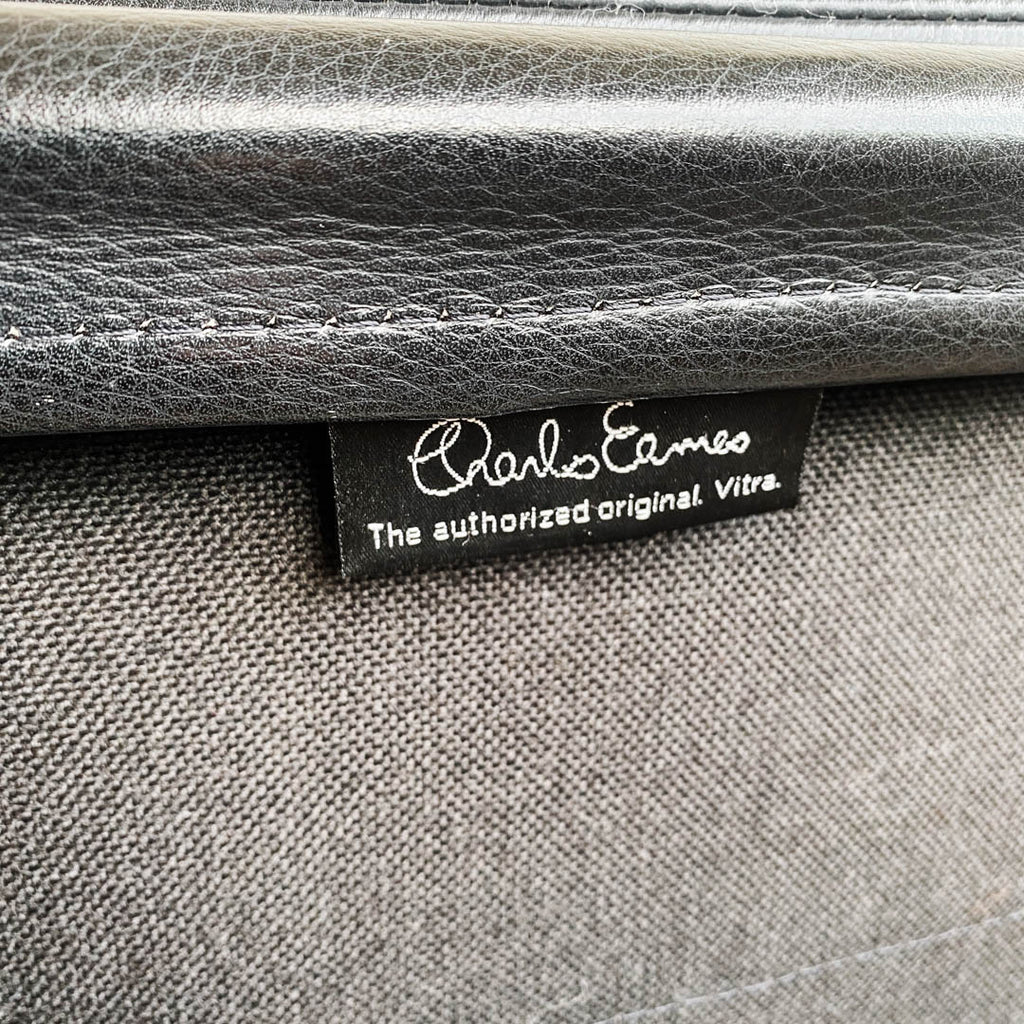 Charles Eames
The authorized original. Vitra.